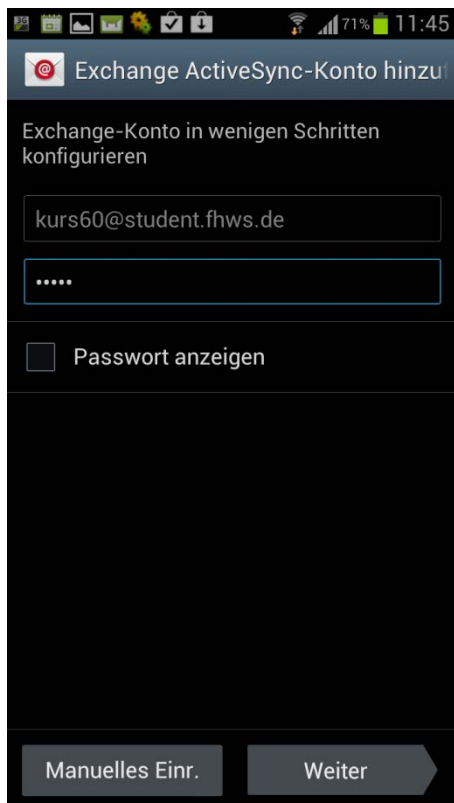 71% 11:45
Exchange ActiveSync-Konto hinzuf
Exchange-Konto in wenigen Schritten
konfigurieren
kurs60@student.fhws.de
•••••
Passwort anzeigen
Manuelles Einr.
Weiter